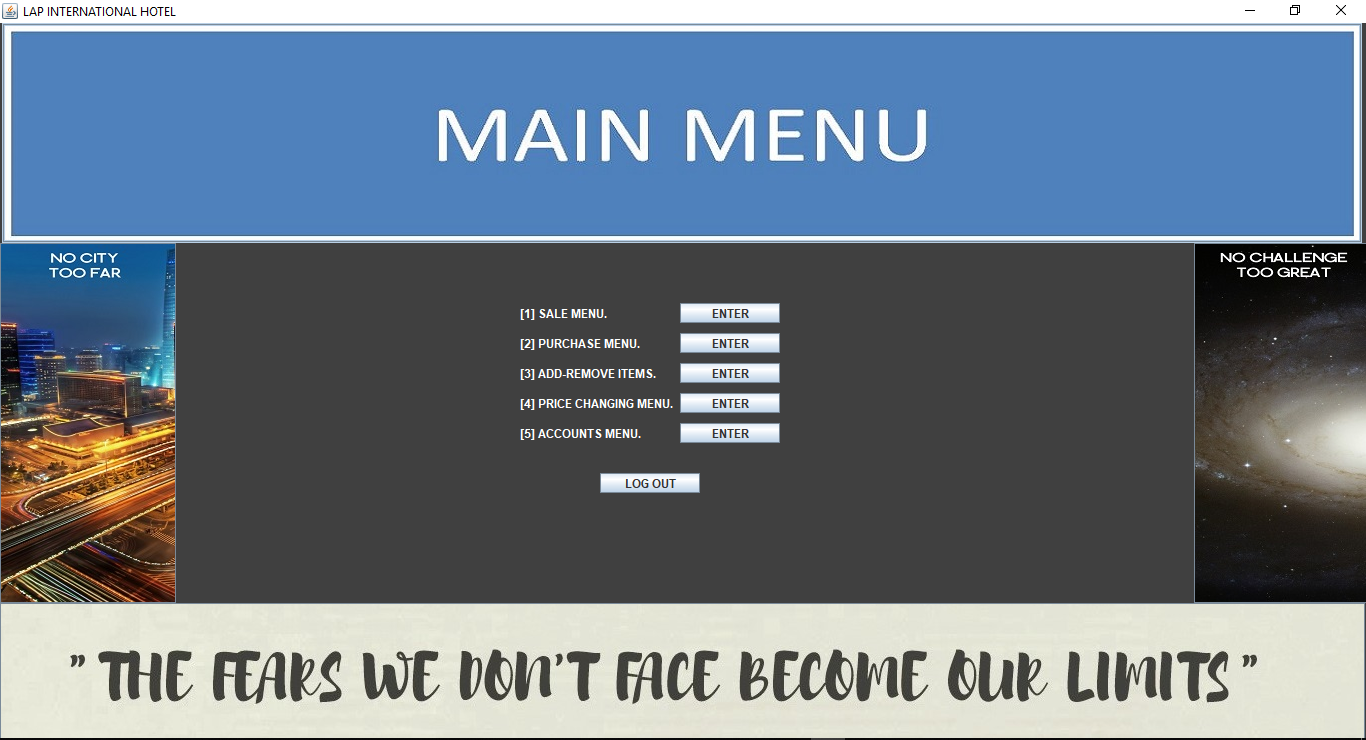 LAP INTERNATIONAL HOTEL
MAIN MENU
NO CITY
TOO FAR
NO CHALLENGE
TOO GREAT
[1] SALE MENU. ENTER
[2] PURCHASE MENU. ENTER
[3] ADD-REMOVE ITEMS. ENTER
[4] PRICE CHANGING MENU. ENTER
[5] ACCOUNTS MENU. ENTER
LOG OUT
" THE FEARS WE DON'T FACE BECOME OUR LIMITS "